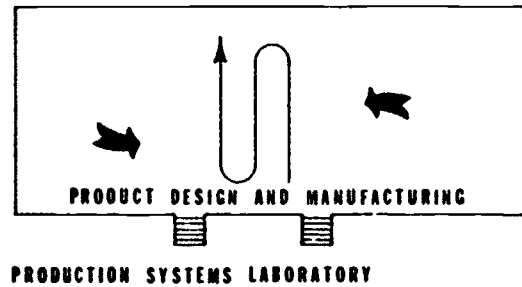 PRODUCT DESIGN AND MANUFACTURING
PRODUCTION SYSTEMS LABORATORY